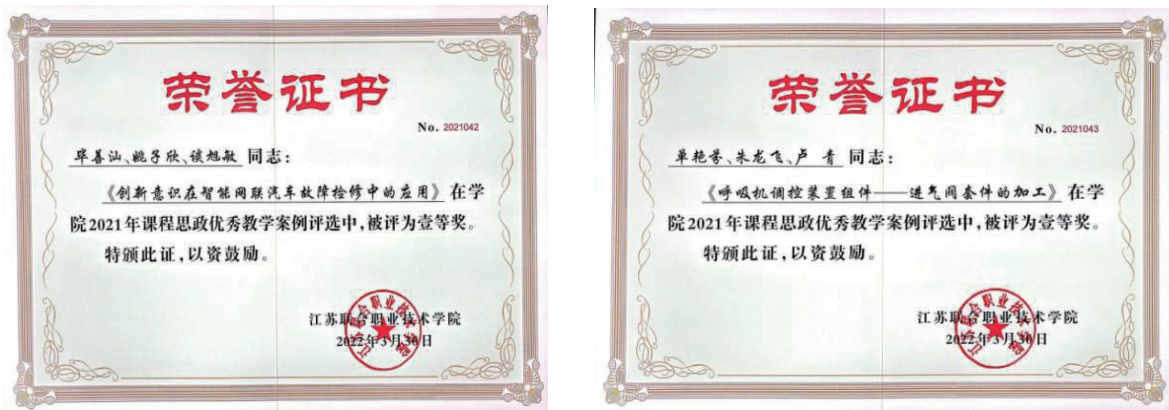 荣誉证书
No. 2021042
毕善汕、姚子欣、谈旭敏 同志：
《创新意识在智能网联汽车故障检修中的应用》在学
院2021年课程思政优秀教学案例评选中，被评为壹等奖。
特颁此证，以资鼓励。
江苏联合职业技术学院
2022年3月30日
荣誉证书
No. 2021043
单艳芬、朱龙飞、卢 青 同志：
《呼吸机调控装置组件——进气阀套件的加工》在学
院2021年课程思政优秀教学案例评选中，被评为壹等奖。
特颁此证，以资鼓励。
江苏联合职业技术学院
2022年3月30日